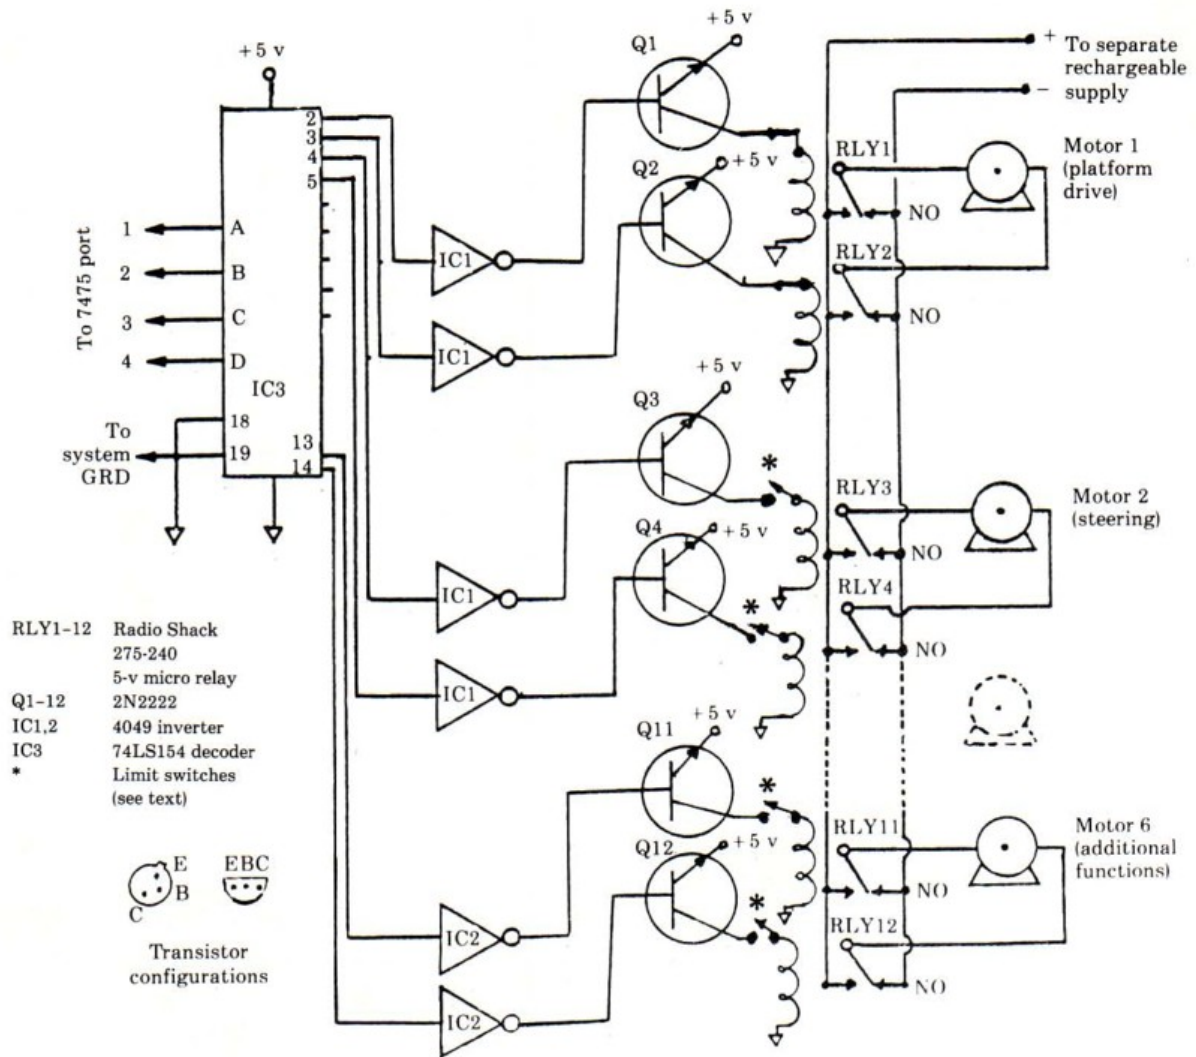 +5 v
Q1
+5 v
+ To separate
rechargeable
- supply
2
3
4
5
Q2
+5 v
RLY1
Motor 1
(platform
drive)
NO
To 7475 port
1
A
2
B
3
C
4
D
IC1
IC1
RLY2
NO
IC3
18
19
13
14
To
system
GRD
Q3
+5 v
*
RLY3
Motor 2
(steering)
NO
Q4
+5 v
*
RLY4
NO
IC1
IC1
RLY1-12 Radio Shack
275-240
5-v micro relay
Q1-12 2N2222
IC1,2 4049 inverter
IC3 74LS154 decoder
* Limit switches
(see text)
Q11
+5 v
*
RLY11
Motor 6
(additional
functions)
NO
Q12
+5 v
*
RLY12
NO
IC2
IC2
E
B
C
EBC
Transistor
configurations